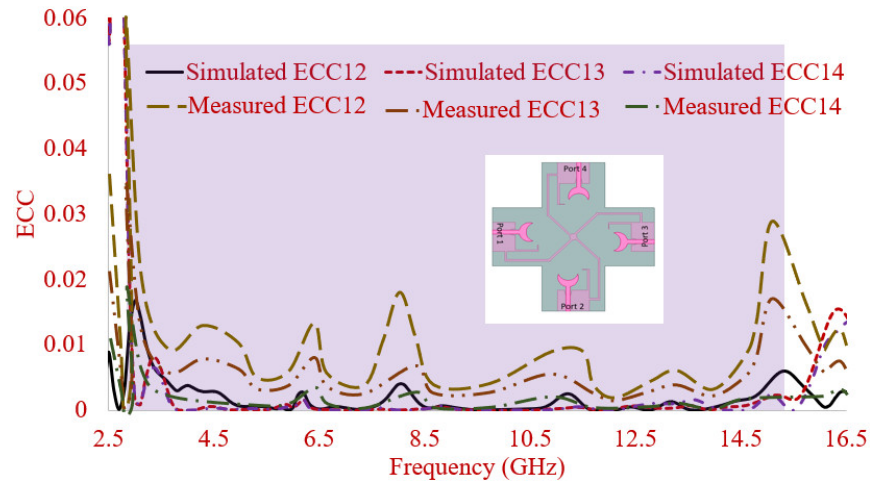 0.06
Simulated ECC12 Simulated ECC13 Simulated ECC14
0.05
Measured ECC12 Measured ECC13 Measured ECC14
0.04
Port 4
0.03
ECC
Port 1
Port 3
0.02
Port 2
0.01
0
2.5 4.5 6.5 8.5 10.5 12.5 14.5 16.5
Frequency (GHz)